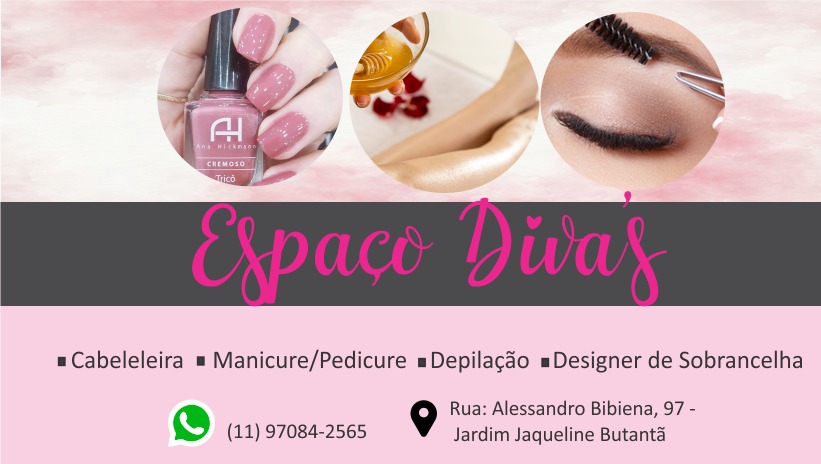 AH
Ana Hickmann
CREMOSO
Tricô
Espaço Diva's
▪ Cabeleleira ▪ Manicure/Pedicure ▪ Depilação ▪ Designer de Sobrancelha
(11) 97084-2565
Rua: Alessandro Bibiena, 97 -
Jardim Jaqueline Butantã